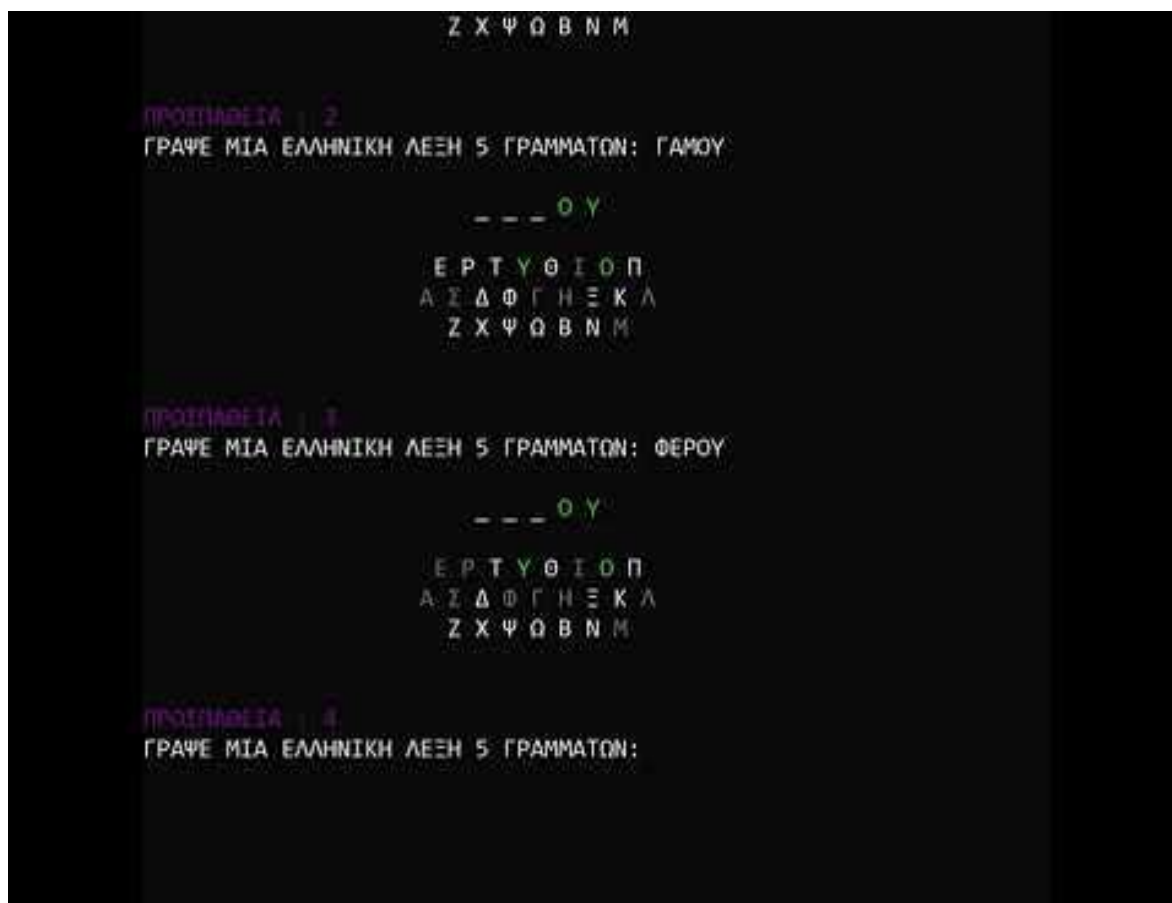 Ζ Χ Ψ Ω Β Ν Μ
ΠΡΟΣΠΑΘΕΙΑ : 2
ΓΡΑΨΕ ΜΙΑ ΕΛΛΗΝΙΚΗ ΛΕΞΗ 5 ΓΡΑΜΜΑΤΩΝ: ΓΑΜΟΥ
_ _ _ Ο Υ
Ε Ρ Τ Υ Θ Ι Ο Π
Α Σ Δ Φ Γ Η Ξ Κ Λ
Ζ Χ Ψ Ω Β Ν Μ
ΠΡΟΣΠΑΘΕΙΑ : 3
ΓΡΑΨΕ ΜΙΑ ΕΛΛΗΝΙΚΗ ΛΕΞΗ 5 ΓΡΑΜΜΑΤΩΝ: ΦΕΡΟΥ
_ _ _ Ο Υ
Ε Ρ Τ Υ Θ Ι Ο Π
Α Σ Δ Φ Γ Η Ξ Κ Λ
Ζ Χ Ψ Ω Β Ν Μ
ΠΡΟΣΠΑΘΕΙΑ : 4
ΓΡΑΨΕ ΜΙΑ ΕΛΛΗΝΙΚΗ ΛΕΞΗ 5 ΓΡΑΜΜΑΤΩΝ: